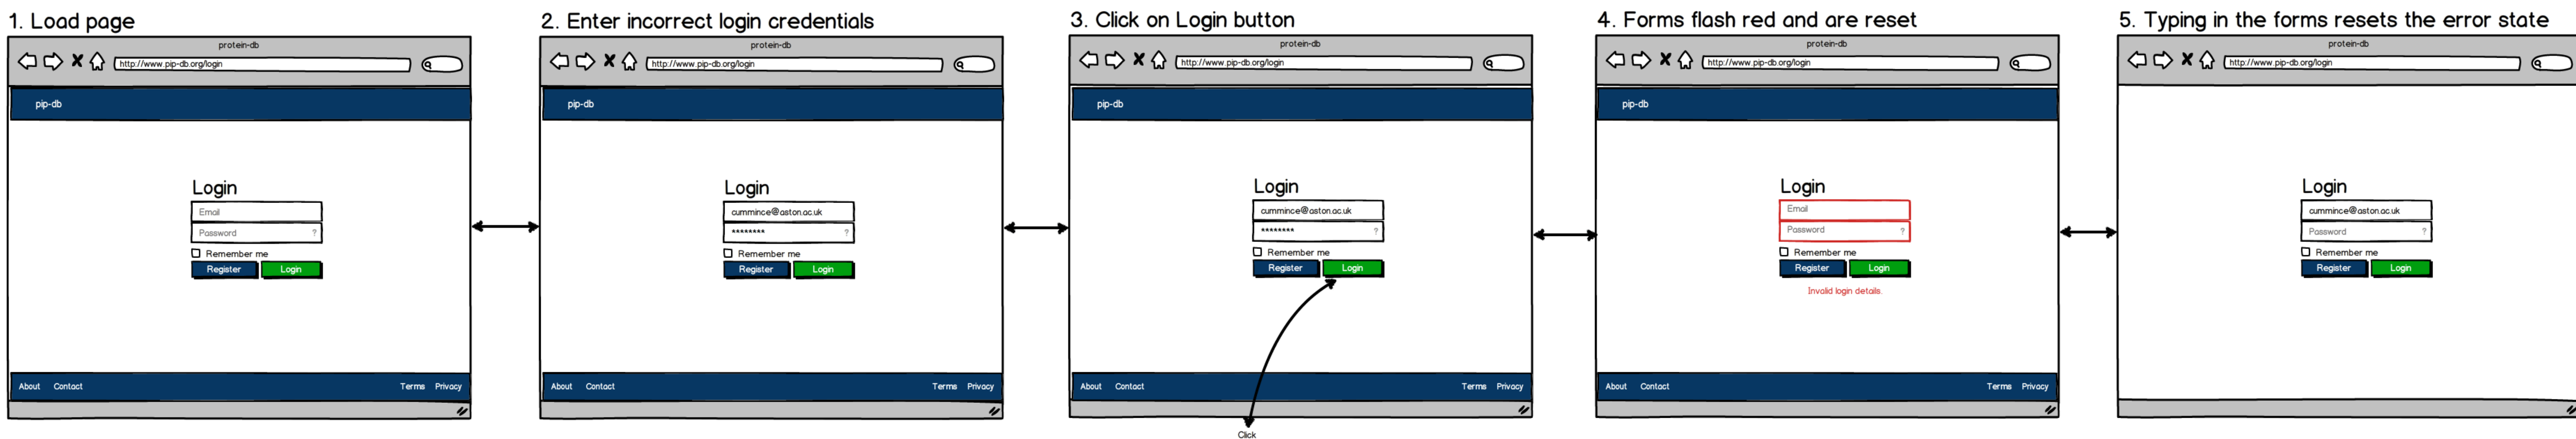 1. Load page
protein-db
http://www.pip-db.org/login
pip-db
Login
Email
Password ?
Remember me
Register Login
About Contact Terms Privacy
2. Enter incorrect login credentials
protein-db
http://www.pip-db.org/login
pip-db
Login
cummince@aston.ac.uk
******** ?
Remember me
Register Login
About Contact Terms Privacy
3. Click on Login button
protein-db
http://www.pip-db.org/login
pip-db
Login
cummince@aston.ac.uk
******** ?
Remember me
Register Login
About Contact Terms Privacy
Click
4. Forms flash red and are reset
protein-db
http://www.pip-db.org/login
pip-db
Login
Email
Password ?
Remember me
Register Login
Invalid login details.
About Contact Terms Privacy
5. Typing in the forms resets the error state
protein-db
http://www.pip-db.org/login
Login
cummince@aston.ac.uk
Password ?
Remember me
Register Login